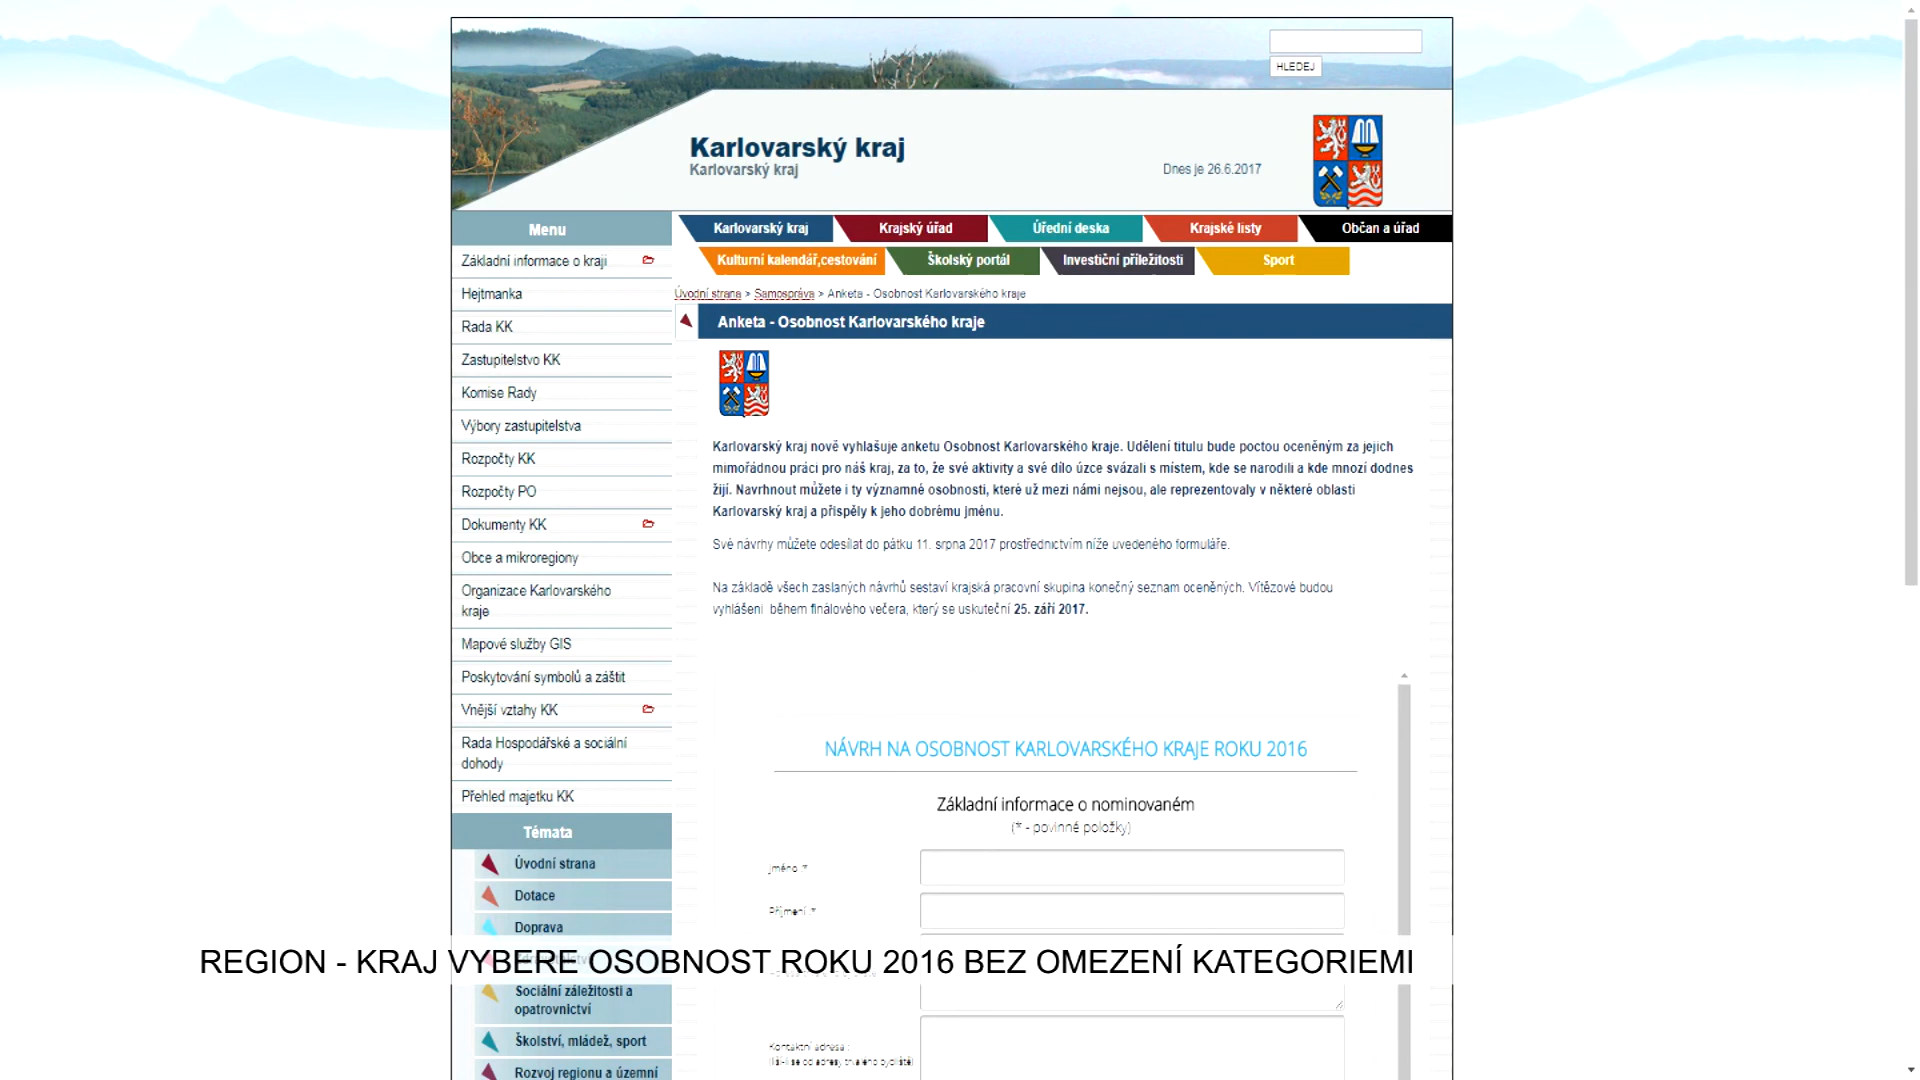 HLEDEJ
Karlovarský kraj
Karlovarský kraj
Dnes je 26.6.2017
Menu
Základní informace o kraji
Hejtmanka
Rada KK
Zastupitelstvo KK
Komise Rady
Výbory zastupitelstva
Rozpočty KK
Rozpočty PO
Dokumenty KK
Obce a mikroregiony
Organizace Karlovarského
kraje
Mapové služby GIS
Poskytování symbolů a záštit
Vnější vztahy KK
Rada Hospodářské a sociální
dohody
Přehled majetku KK
Témata
Úvodní strana
Dotace
Doprava
Sociální záležitosti a
opatrovnictví
Školství, mládež, sport
Rozvoj regionu a územní
Karlovarský kraj Krajský úřad Úřední deska Krajské listy Občan a úřad
Kulturní kalendář,cestování Školský portál Investiční příležitosti Sport
Úvodní strana > Samospráva > Anketa - Osobnost Karlovarského kraje
Anketa - Osobnost Karlovarského kraje
Karlovarský kraj nově vyhlašuje anketu Osobnost Karlovarského kraje. Udělení titulu bude poctou oceněným za jejich
mimořádnou práci pro náš kraj, za to, že své aktivity a své dílo úzce svázali s místem, kde se narodili a kde mnozí dodnes
žijí. Navrhnout můžete i ty významné osobnosti, které už mezi námi nejsou, ale reprezentovaly v některé oblasti
Karlovarský kraj a přispěly k jeho dobrému jménu.
Své návrhy můžete odesílat do pátku 11. srpna 2017 prostřednictvím níže uvedeného formuláře.
Na základě všech zaslaných návrhů sestaví krajská pracovní skupina konečný seznam oceněných. Vítězové budou
vyhlášeni během finálového večera, který se uskuteční 25. září 2017.
NÁVRH NA OSOBNOST KARLOVARSKÉHO KRAJE ROKU 2016
Základní informace o nominovaném
(* - povinné položky)
Jméno :*
Příjmení :*
Kontaktní adresa :
(liší-li se od adresy trvalého bydliště)
REGION - KRAJ VYBERE OSOBNOST ROKU 2016 BEZ OMEZENÍ KATEGORIEMI